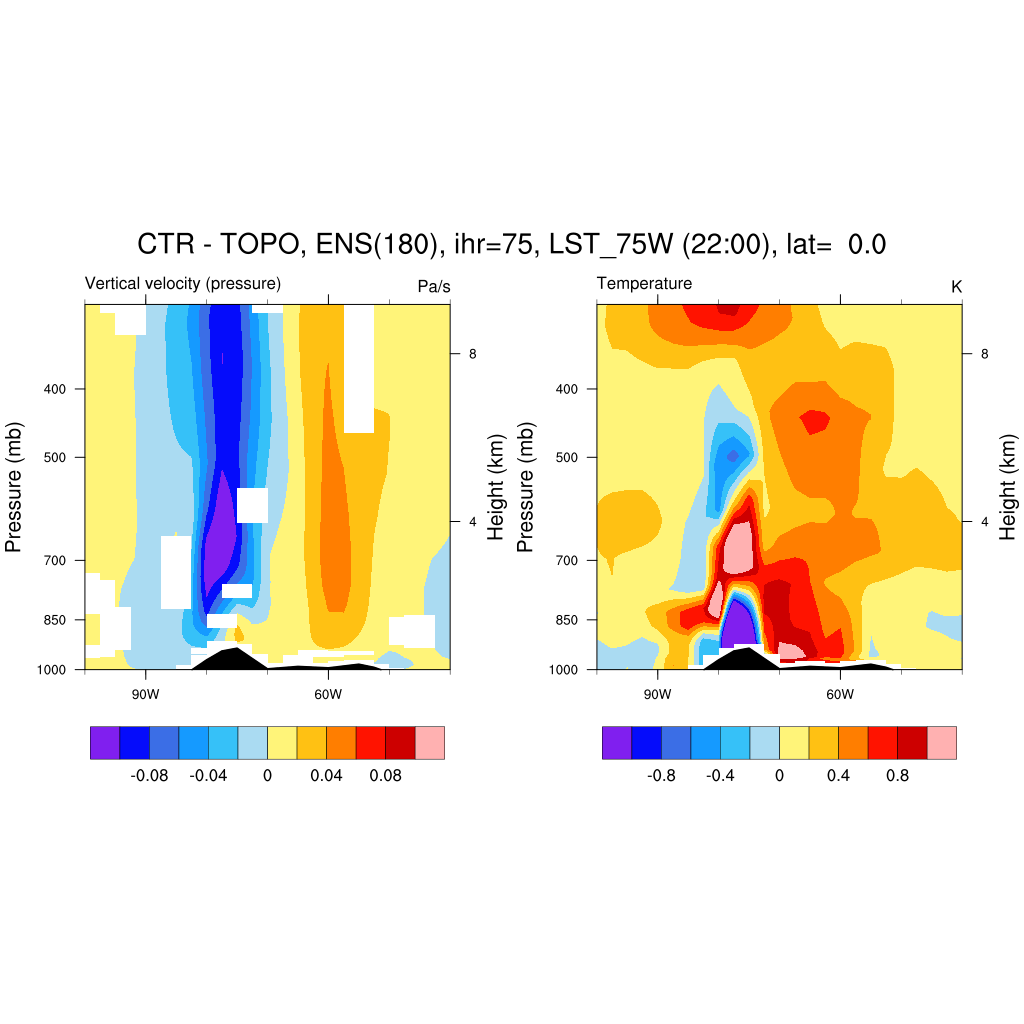 CTR - TOPO, ENS(180), ihr=75, LST_75W (22:00), lat=  0.0
Vertical velocity (pressure)
Pa/s
Pressure (mb)
400
500
700
850
1000
8
4
Height (km)
90W
60W
-0.08
-0.04
0
0.04
0.08
Temperature
K
Pressure (mb)
400
500
700
850
1000
8
4
Height (km)
90W
60W
-0.8
-0.4
0
0.4
0.8